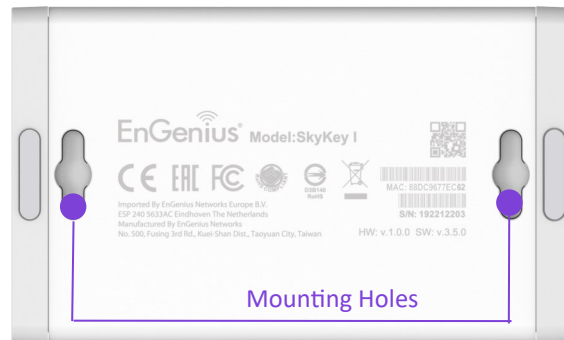 EnGenius® Model:SkyKey I
CE EAC FC
D33149
RoHS
MAC: 88DC9677EC62
Imported By EnGenius Networks Europe B.V.
ESP 240 5633AC Eindhoven The Netherlands
S/N: 192212203
Manufactured By EnGenius Networks
No. 500, Fusing 3rd Rd., Kuei-Shan Dist., Taoyuan City, Taiwan
HW: v.1.0.0 SW: v.3.5.0
Mounting Holes